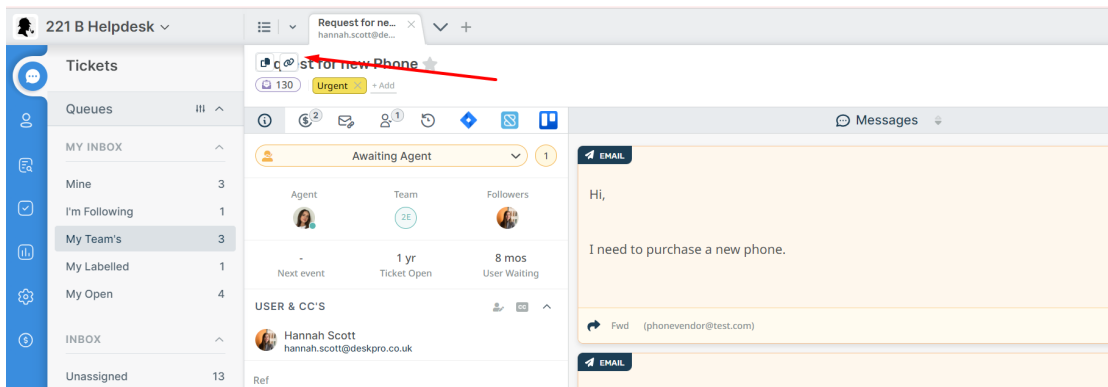 221 B Helpdesk
Request for ne...
hannah.scott@de...
Tickets
quest for new Phone
130
Urgent
+ Add
Queues
2
1
Messages
MY INBOX
Mine 3
I'm Following 1
My Team's 3
My Labelled 1
My Open 4
INBOX
Unassigned 13
Awaiting Agent
1
Agent
Team
Followers
2E
-
1 yr
8 mos
Next event
Ticket Open
User Waiting
USER & CC'S
CC
Hannah Scott
hannah.scott@deskpro.co.uk
Ref
EMAIL
Hi,
I need to purchase a new phone.
Fwd (phonevendor@test.com)
EMAIL